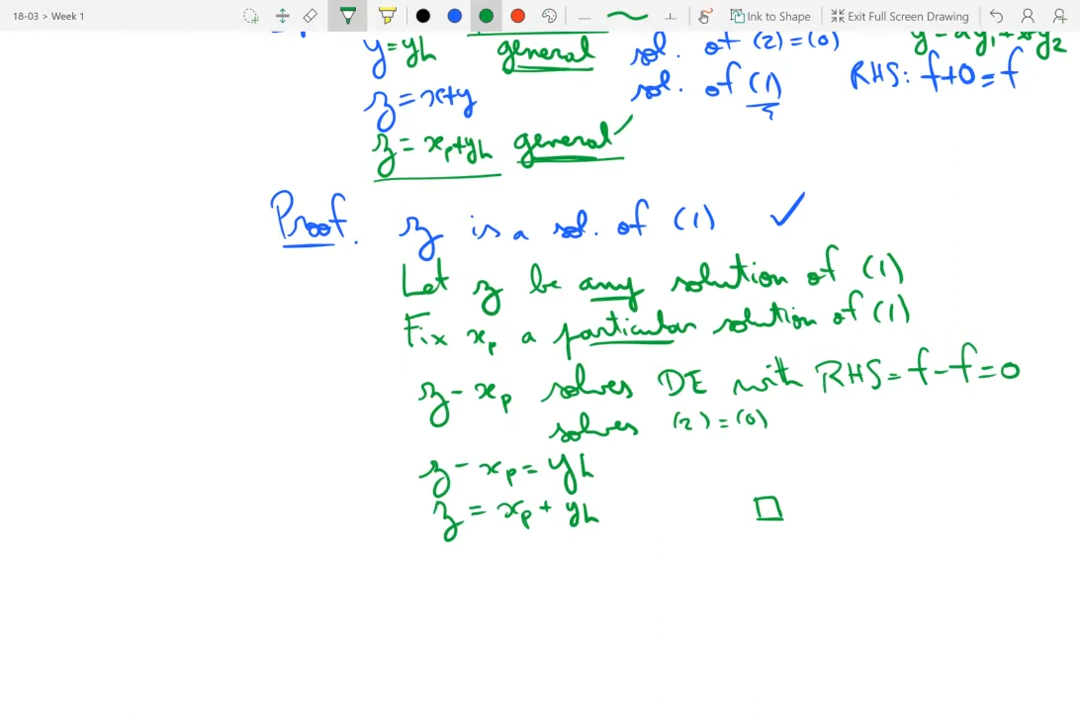 18-03 > Week 1
Ink to Shape
Exit Full Screen Drawing
y = yh general sol. of (2) = (0)
z = x+y sol. of (1) RHS: f+0 = f
z = xp+yh general ✓
Proof. z is a sol. of (1) ✓
Let z be any solution of (1)
Fix xp a particular solution of (1)
z - xp solves DE with RHS = f - f = 0
solves (2) = (0)
z - xp = yh
z = xp + yh □